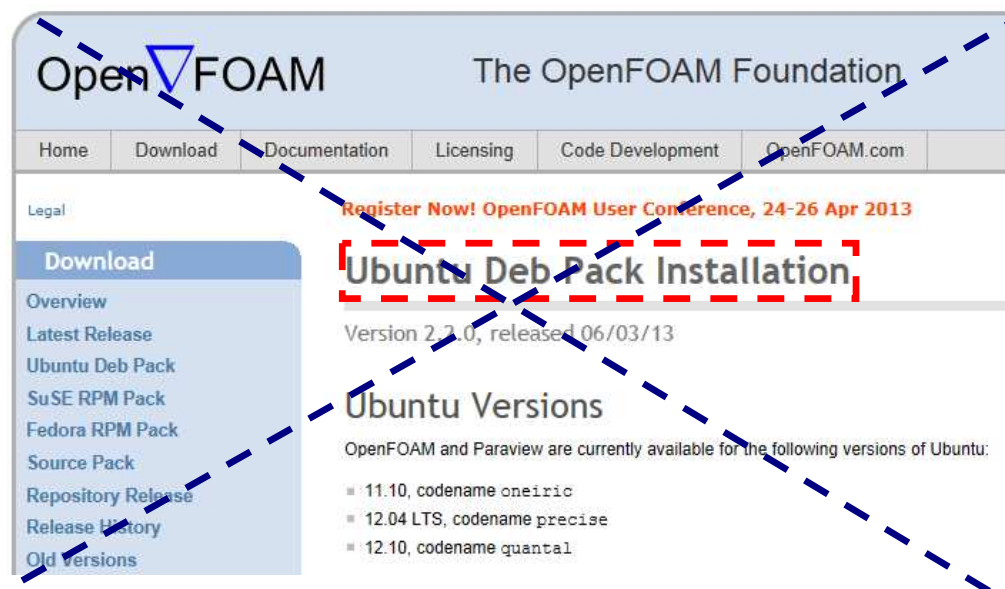 Open∇FOAM
The OpenFOAM Foundation
Home Download Documentation Licensing Code Development OpenFOAM.com
Legal
Register Now! OpenFOAM User Conference, 24-26 Apr 2013
Download
Overview
Latest Release
Ubuntu Deb Pack
SuSE RPM Pack
Fedora RPM Pack
Source Pack
Repository Release
Release History
Old Versions
Ubuntu Deb Pack Installation
Version 2.2.0, released 06/03/13
Ubuntu Versions
OpenFOAM and Paraview are currently available for the following versions of Ubuntu:
11.10, codename oneiric
12.04 LTS, codename precise
12.10, codename quantal